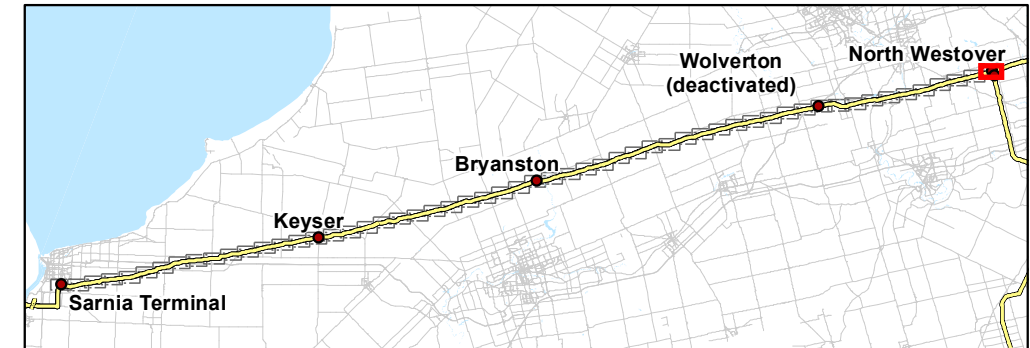 North Westover
Wolverton
(deactivated)
Bryanston
Keyser
Sarnia Terminal